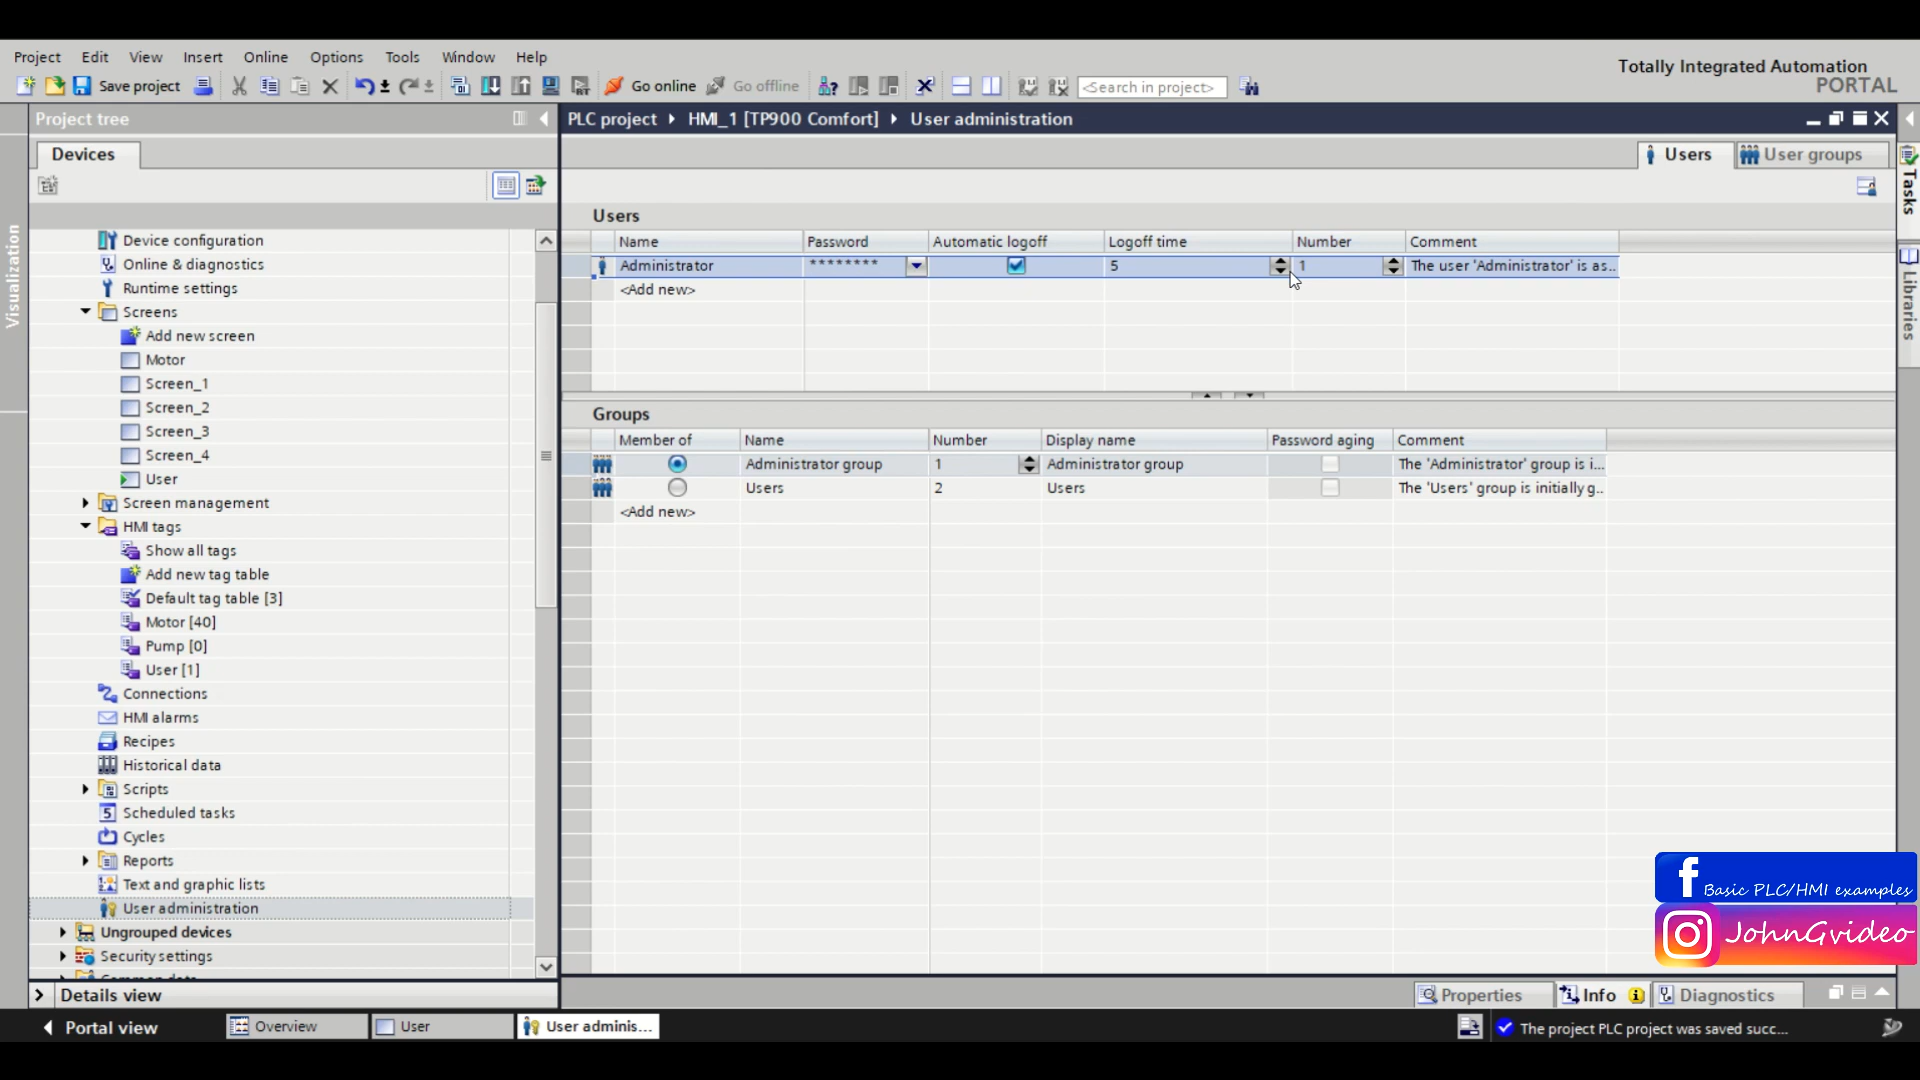 Project Edit View Insert Online Options Tools Window Help
Totally Integrated Automation
PORTAL
Save project Go online Go offline <Search in project>
Project tree
PLC project HMI_1 [TP900 Comfort] User administration
Devices
Users User groups
Tasks
Libraries
Visualization
Device configuration
Online & diagnostics
Runtime settings
Screens
Add new screen
Motor
Screen_1
Screen_2
Screen_3
Screen_4
User
Screen management
HMI tags
Show all tags
Add new tag table
Default tag table [3]
Motor [40]
Pump [0]
User [1]
Connections
HMI alarms
Recipes
Historical data
Scripts
Scheduled tasks
Cycles
Reports
Text and graphic lists
User administration
Ungrouped devices
Security settings
Details view
Users
Name Password Automatic logoff Logoff time Number Comment
Administrator ******** 5 1 The user 'Administrator' is as..
<Add new>
Groups
Member of Name Number Display name Password aging Comment
Administrator group 1 Administrator group The 'Administrator' group is i...
Users 2 Users The 'Users' group is initially g..
<Add new>
f Basic PLC/HMI examples
JohnGvideo
Properties Info Diagnostics
Portal view Overview User User adminis... The project PLC project was saved succ...